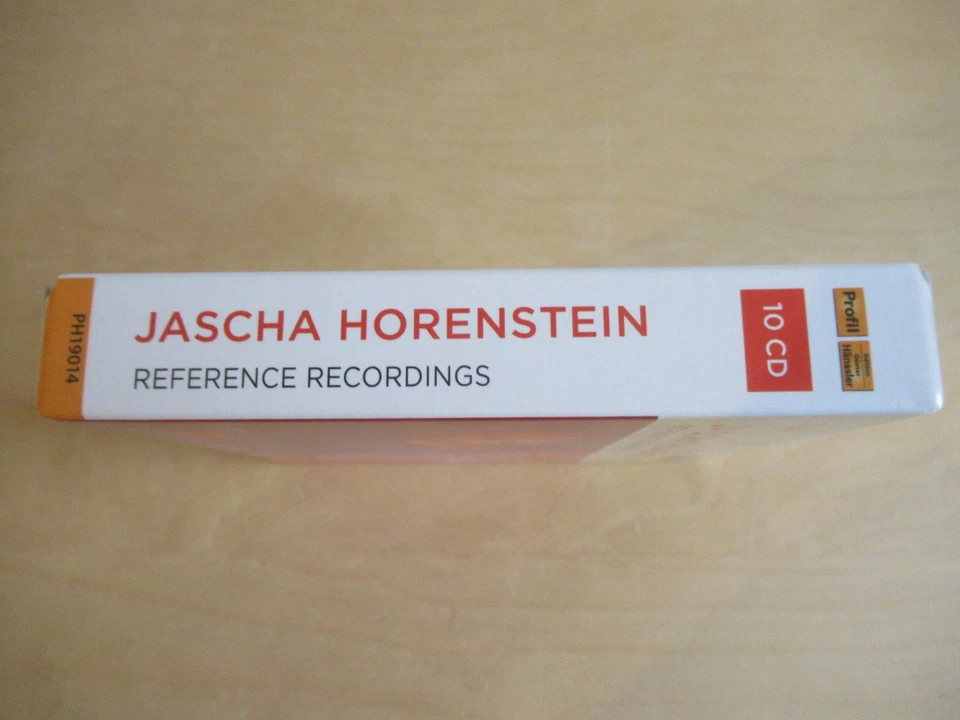 PH19014
JASCHA HORENSTEIN
REFERENCE RECORDINGS
10 CD
Profil
Edition
Günter
Hänssler